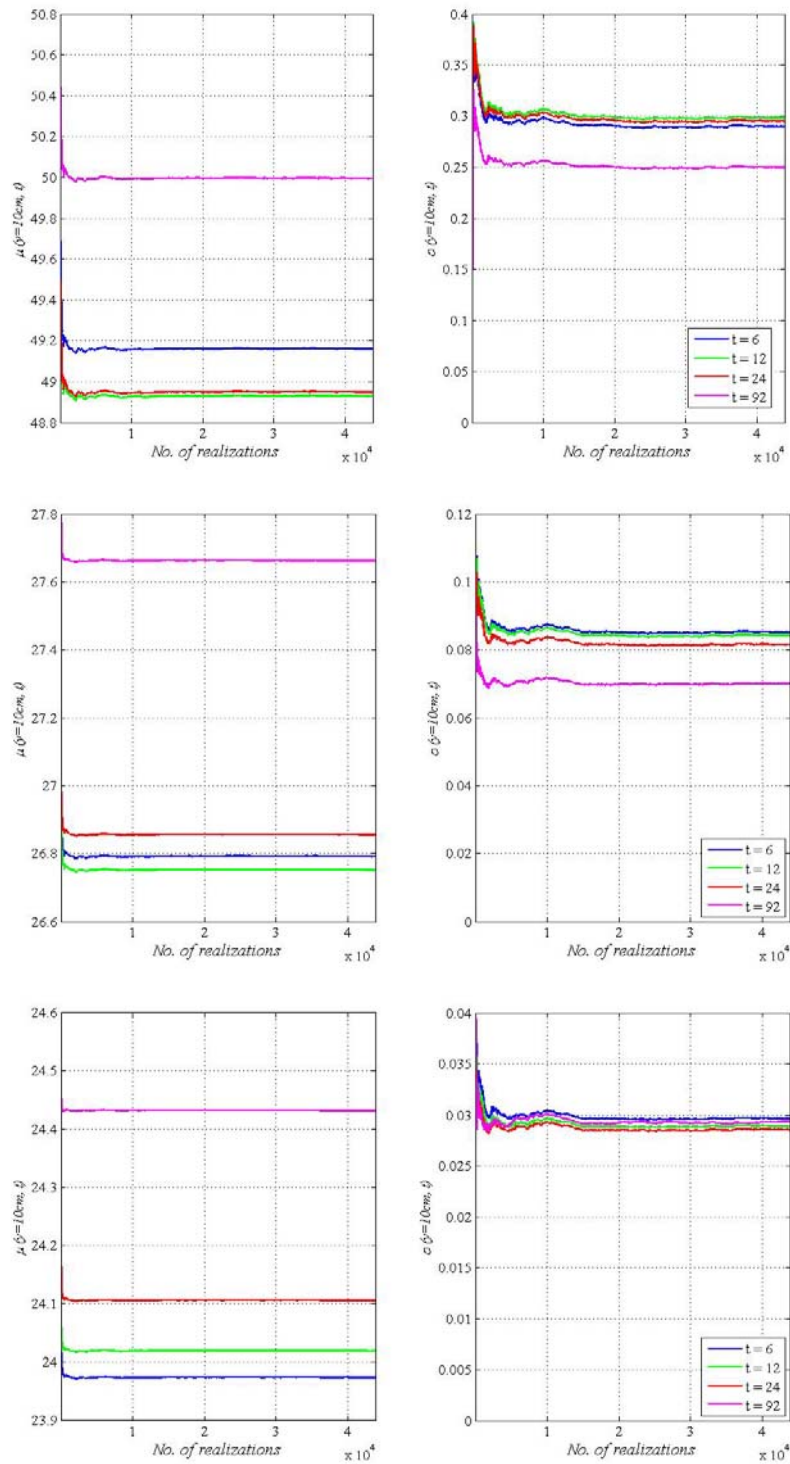 50.8
50.6
50.4
50.2
50
49.8
49.6
49.4
49.2
49
48.8
1 2 3 4
No. of realizations
x 10^4
0.4
0.35
0.3
0.25
0.2
0.15
0.1
0.05
0
t = 6
t = 12
t = 24
t = 92
1 2 3 4
No. of realizations
x 10^4
27.8
27.6
27.4
27.2
27
26.8
26.6
1 2 3 4
No. of realizations
x 10^4
0.12
0.1
0.08
0.06
0.04
0.02
0
t = 6
t = 12
t = 24
t = 92
1 2 3 4
No. of realizations
x 10^4
24.6
24.5
24.4
24.3
24.2
24.1
24
23.9
1 2 3 4
No. of realizations
x 10^4
0.04
0.035
0.03
0.025
0.02
0.015
0.01
0.005
0
t = 6
t = 12
t = 24
t = 92
1 2 3 4
No. of realizations
x 10^4